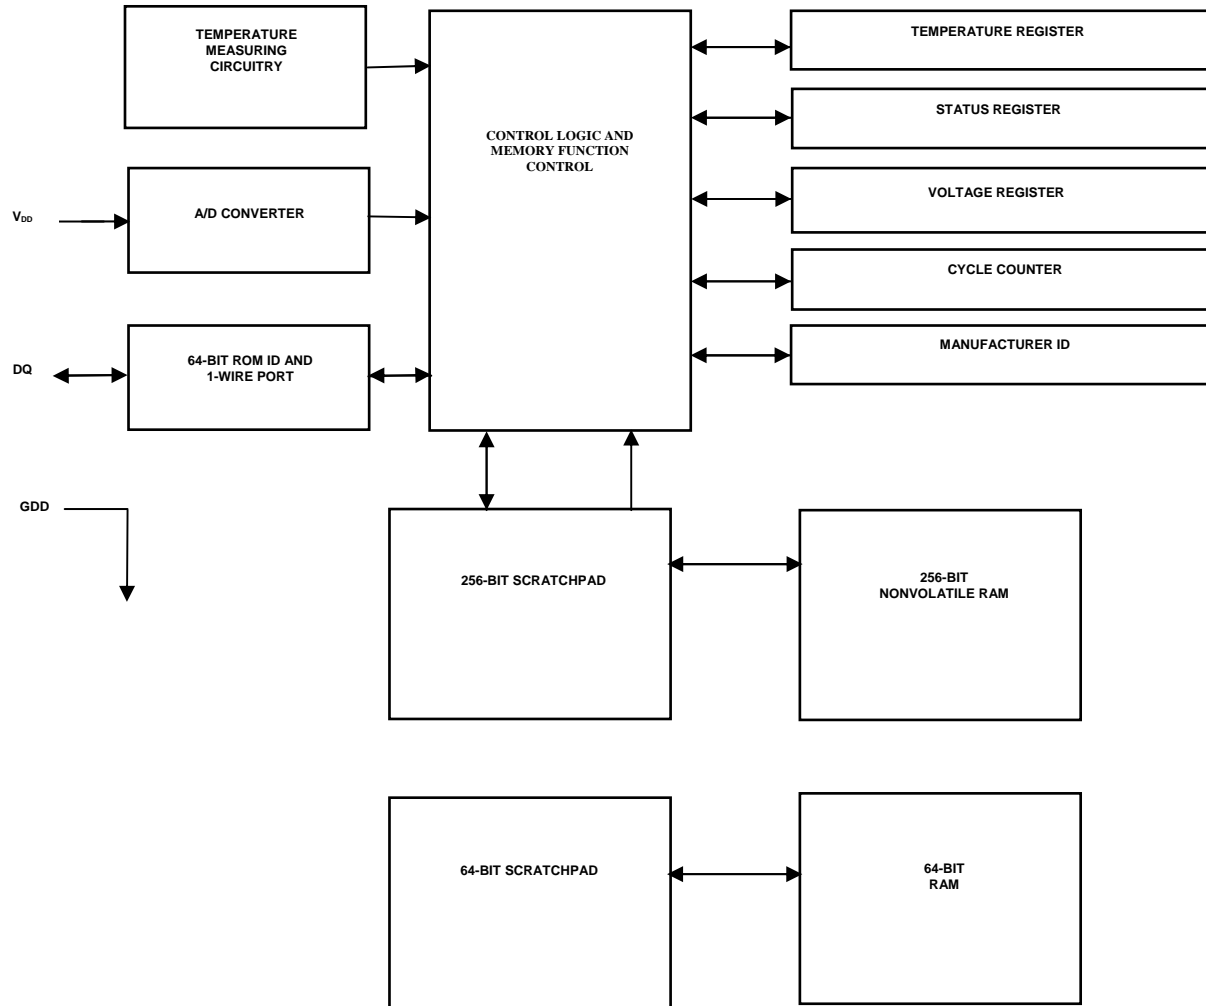 TEMPERATURE
MEASURING
CIRCUITRY
CONTROL LOGIC AND
MEMORY FUNCTION
CONTROL
TEMPERATURE REGISTER
STATUS REGISTER
VOLTAGE REGISTER
CYCLE COUNTER
MANUFACTURER ID
VDD
A/D CONVERTER
DQ
64-BIT ROM ID AND
1-WIRE PORT
GDD
256-BIT SCRATCHPAD
256-BIT
NONVOLATILE RAM
64-BIT SCRATCHPAD
64-BIT
RAM